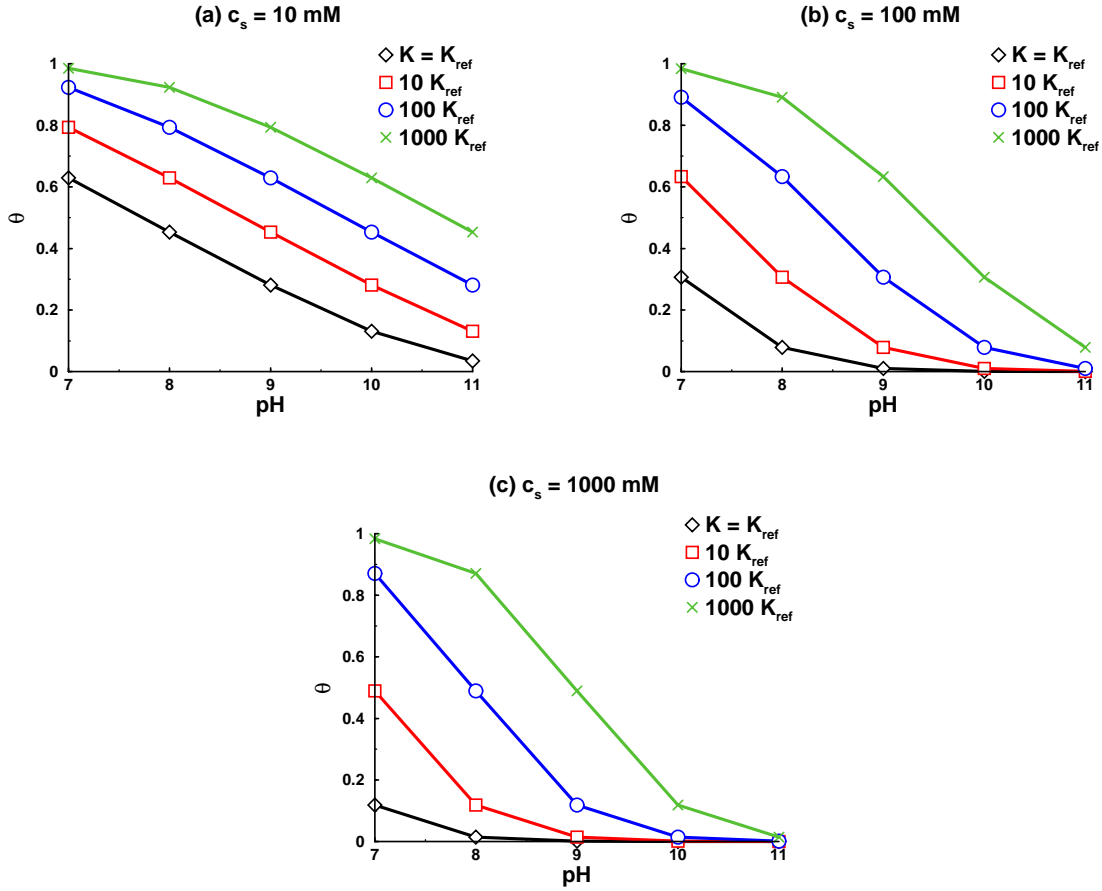 (a) c_s = 10 mM
K = K_ref
10 K_ref
100 K_ref
1000 K_ref
1
0.8
0.6
0.4
0.2
0
θ
7 8 9 10 11
pH
(b) c_s = 100 mM
K = K_ref
10 K_ref
100 K_ref
1000 K_ref
1
0.8
0.6
0.4
0.2
0
θ
7 8 9 10 11
pH
(c) c_s = 1000 mM
K = K_ref
10 K_ref
100 K_ref
1000 K_ref
1
0.8
0.6
0.4
0.2
0
θ
7 8 9 10 11
pH